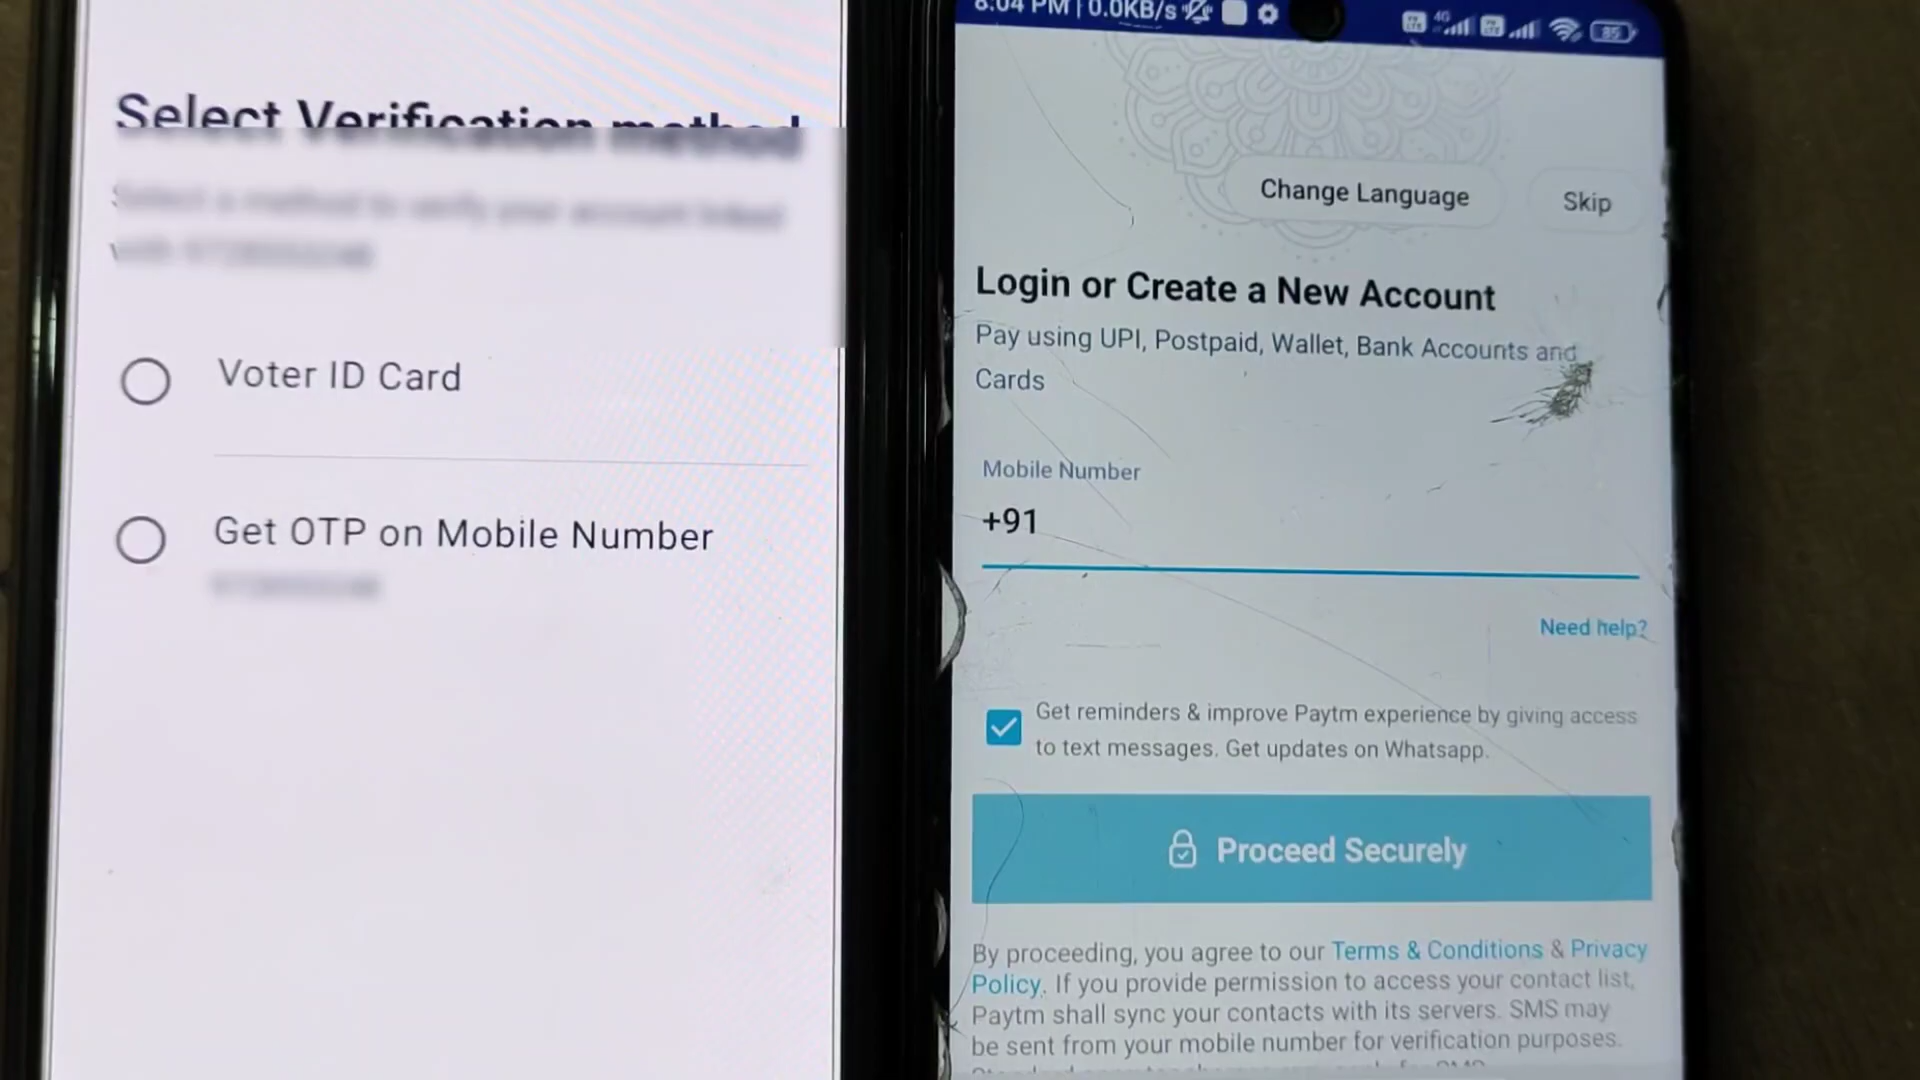 Select Verification method
Voter ID Card
Get OTP on Mobile Number
8:04 PM | 0.0KB/s
4G
85
Change Language
Skip
Login or Create a New Account
Pay using UPI, Postpaid, Wallet, Bank Accounts and
Cards
Mobile Number
+91
Need help?
Get reminders & improve Paytm experience by giving access
to text messages. Get updates on Whatsapp.
Proceed Securely
By proceeding, you agree to our Terms & Conditions & Privacy
Policy. If you provide permission to access your contact list,
Paytm shall sync your contacts with its servers. SMS may
be sent from your mobile number for verification purposes.